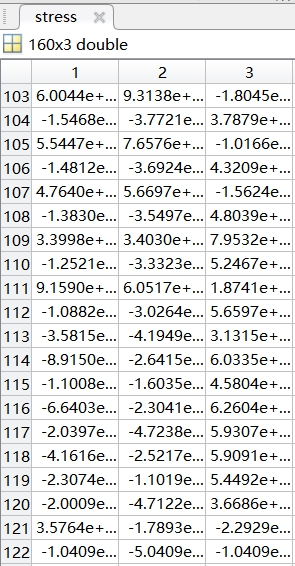 stress
160x3 double
1 2 3
103 6.0044e+... 9.3138e+... -1.8045e...
104 -1.5468e... -3.7721e... 3.7879e+...
105 5.5447e+... 7.6576e+... -1.0166e...
106 -1.4812e... -3.6924e... 4.3209e+...
107 4.7640e+... 5.6697e+... -1.5624e...
108 -1.3830e... -3.5497e... 4.8039e+...
109 3.3998e+... 3.4030e+... 7.9532e+...
110 -1.2521e... -3.3323e... 5.2467e+...
111 9.1590e+... 6.0517e+... 1.8741e+...
112 -1.0882e... -3.0264e... 5.6597e+...
113 -3.5815e... -4.1949e... 3.1315e+...
114 -8.9150e... -2.6415e... 6.0335e+...
115 -1.1008e... -1.6035e... 4.5804e+...
116 -6.6403e... -2.3041e... 6.2604e+...
117 -2.0397e... -4.7238e... 5.9307e+...
118 -4.1616e... -2.5217e... 5.9091e+...
119 -2.3074e... -1.1019e... 5.4492e+...
120 -2.0009e... -4.7122e... 3.6686e+...
121 3.5764e+... -1.7893e... -2.2929e...
122 -1.0409e... -5.0409e... -1.0409e...